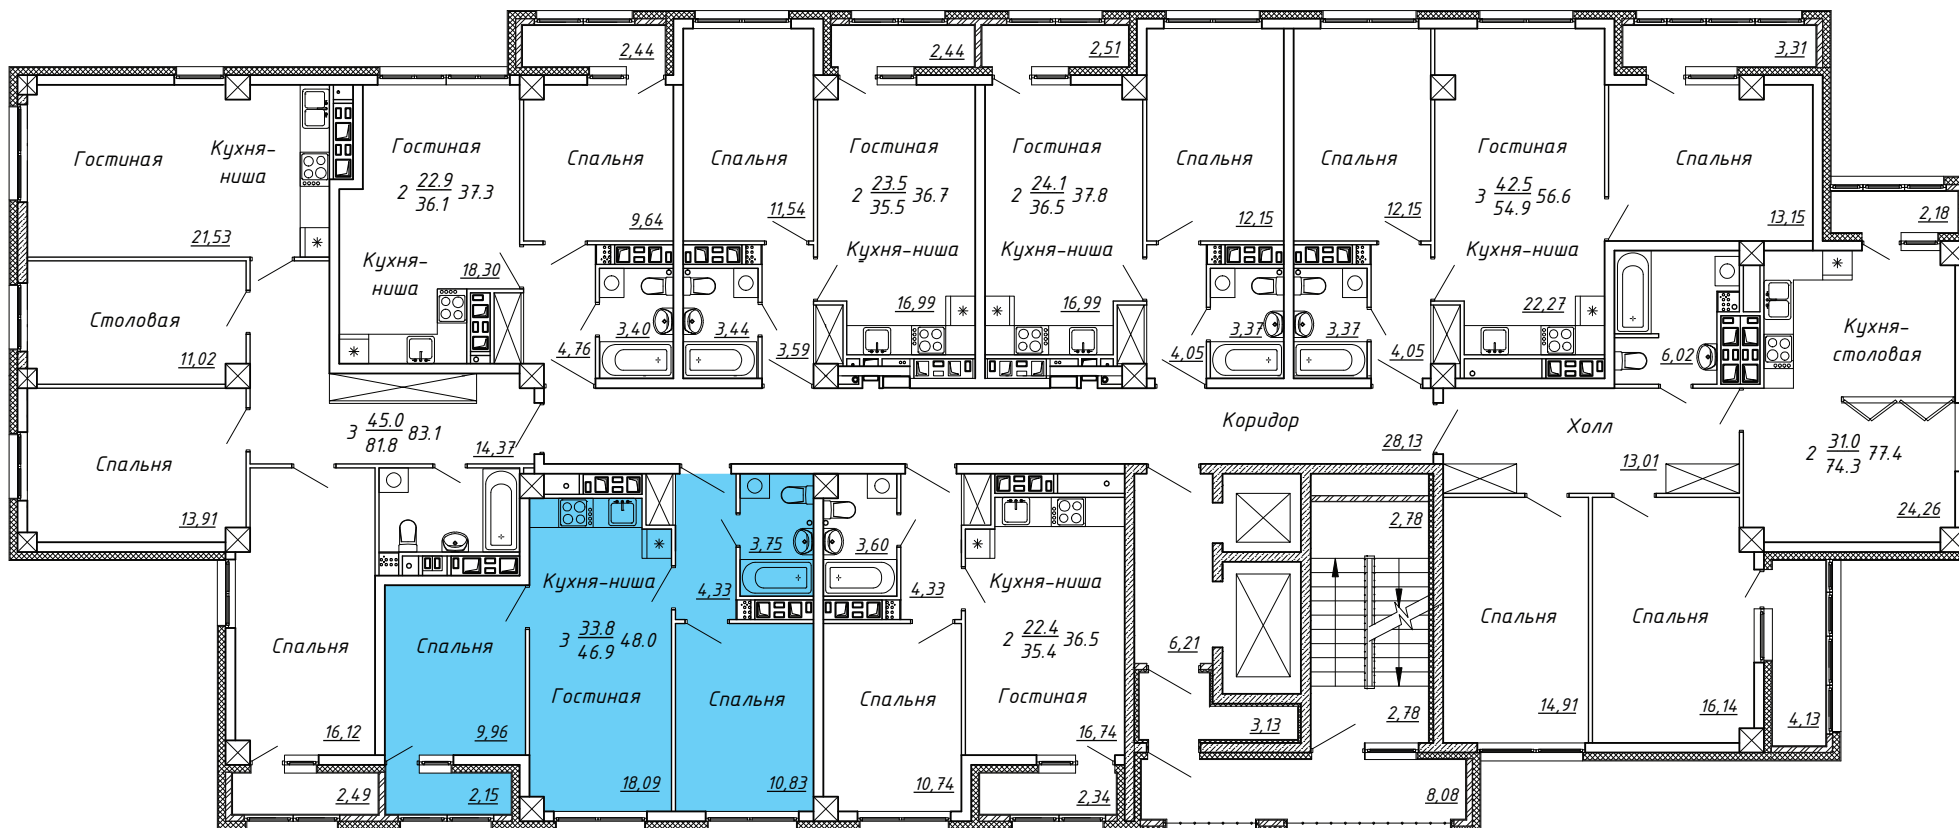 2,44
2,44
2,51
3,31
Гостиная
Кухня-
ниша
21,53
Гостиная
2 22.9 37.3
36.1
Кухня-
ниша
18,30
Спальня
9,64
Спальня
11,54
Гостиная
2 23.5 36.7
35.5
Кухня-ниша
16,99
Гостиная
2 24.1 37.8
36.5
Кухня-ниша
16,99
Спальня
12,15
Спальня
12,15
Гостиная
3 42.5 56.6
54.9
Кухня-ниша
22,27
Спальня
13,15
2,18
Столовая
11,02
3,40
4,76
3,44
3,59
3,37
4,05
3,37
4,05
6,02
Кухня-
столовая
3 45.0 83.1
81.8
14,37
Коридор
28,13
Холл
13,01
2 31.0 77.4
74.3
24,26
Спальня
13,91
3,75
4,33
3,60
4,33
2,78
Кухня-ниша
3 33.8 48.0
46.9
Гостиная
18,09
Кухня-ниша
2 22.4 36.5
35.4
Гостиная
16,74
6,21
Спальня
16,12
Спальня
9,96
Спальня
10,83
Спальня
10,74
3,13
2,78
Спальня
14,91
Спальня
16,14
4,13
2,49
2,15
2,34
8,08